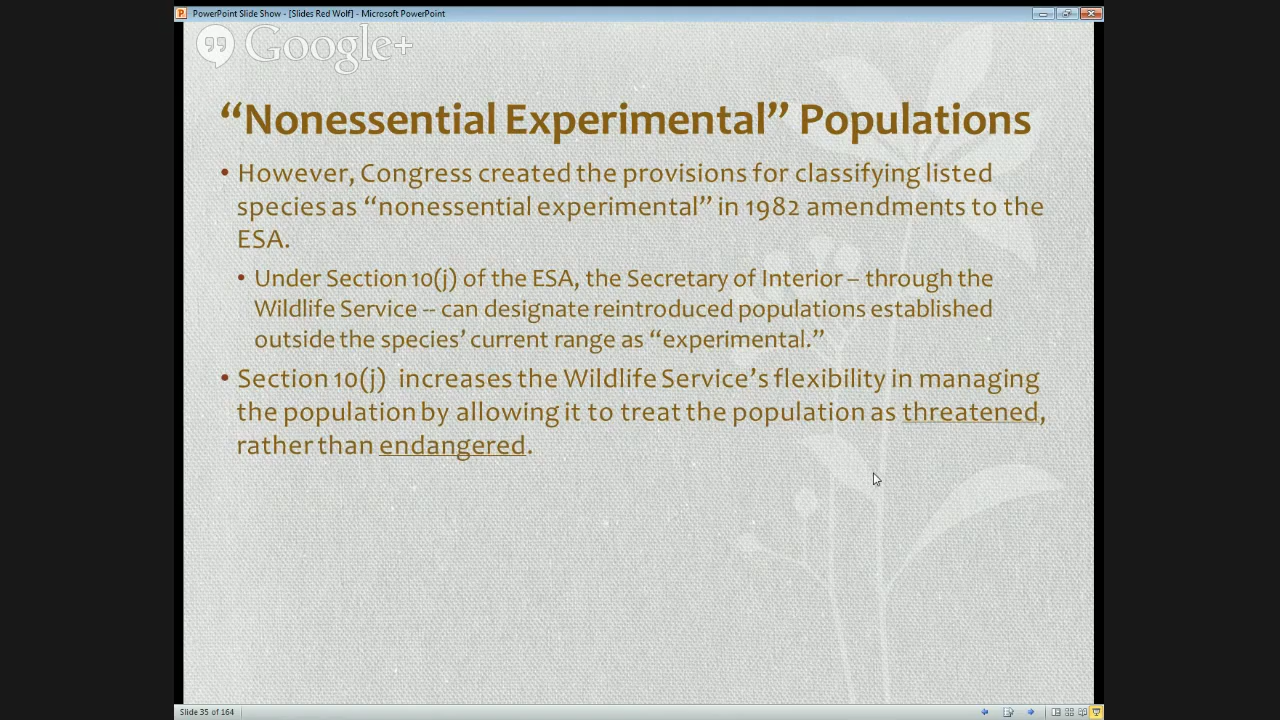 PowerPoint Slide Show - [Slides Red Wolf] - Microsoft PowerPoint
Google+
“Nonessential Experimental” Populations
• However, Congress created the provisions for classifying listed
species as “nonessential experimental” in 1982 amendments to the
ESA.
• Under Section 10(j) of the ESA, the Secretary of Interior – through the
Wildlife Service -- can designate reintroduced populations established
outside the species’ current range as “experimental.”
• Section 10(j)  increases the Wildlife Service’s flexibility in managing
the population by allowing it to treat the population as threatened,
rather than endangered.
Slide 35 of 164